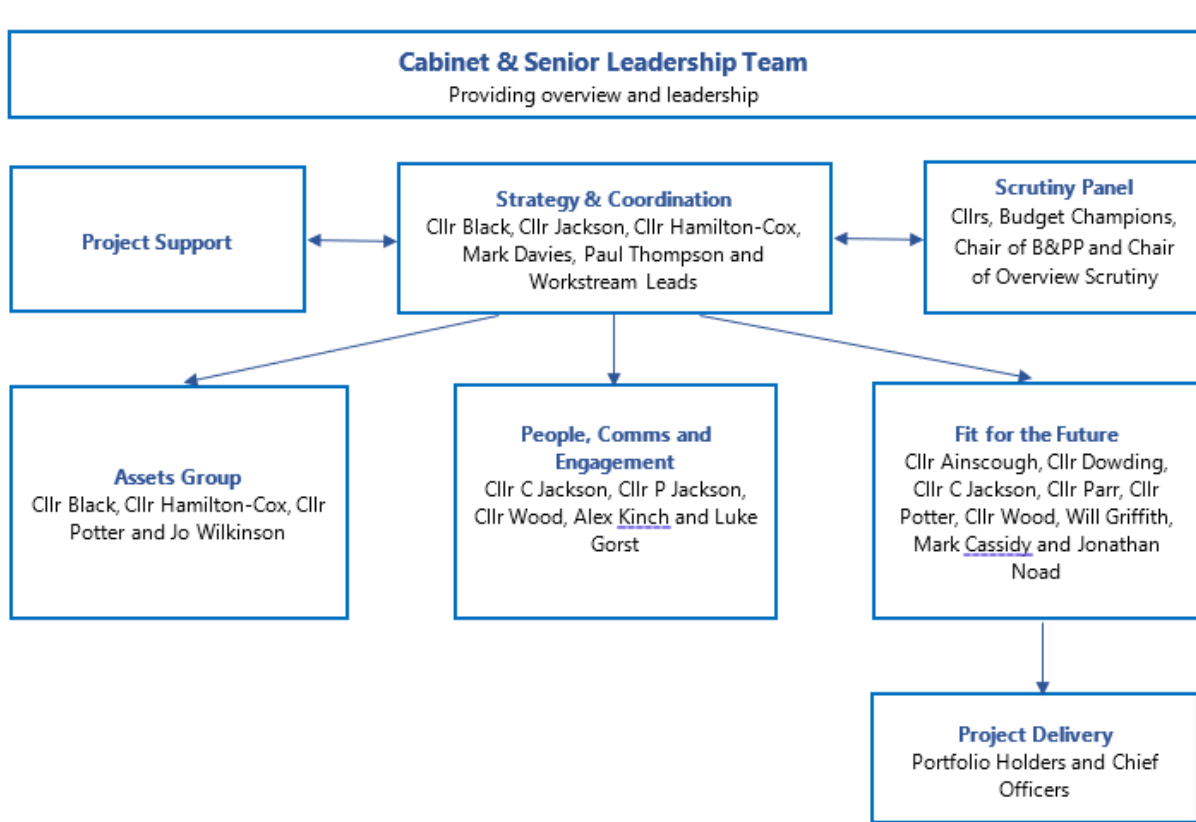 Cabinet & Senior Leadership Team
Providing overview and leadership
Project Support
Strategy & Coordination
Cllr Black, Cllr Jackson, Cllr Hamilton-Cox,
Mark Davies, Paul Thompson and
Workstream Leads
Scrutiny Panel
Cllrs, Budget Champions,
Chair of B&PP and Chair
of Overview Scrutiny
Assets Group
Cllr Black, Cllr Hamilton-Cox, Cllr
Potter and Jo Wilkinson
People, Comms and
Engagement
Cllr C Jackson, Cllr P Jackson,
Cllr Wood, Alex Kinch and Luke
Gorst
Fit for the Future
Cllr Ainscough, Cllr Dowding,
Cllr C Jackson, Cllr Parr, Cllr
Potter, Cllr Wood, Will Griffith,
Mark Cassidy and Jonathan
Noad
Project Delivery
Portfolio Holders and Chief
Officers